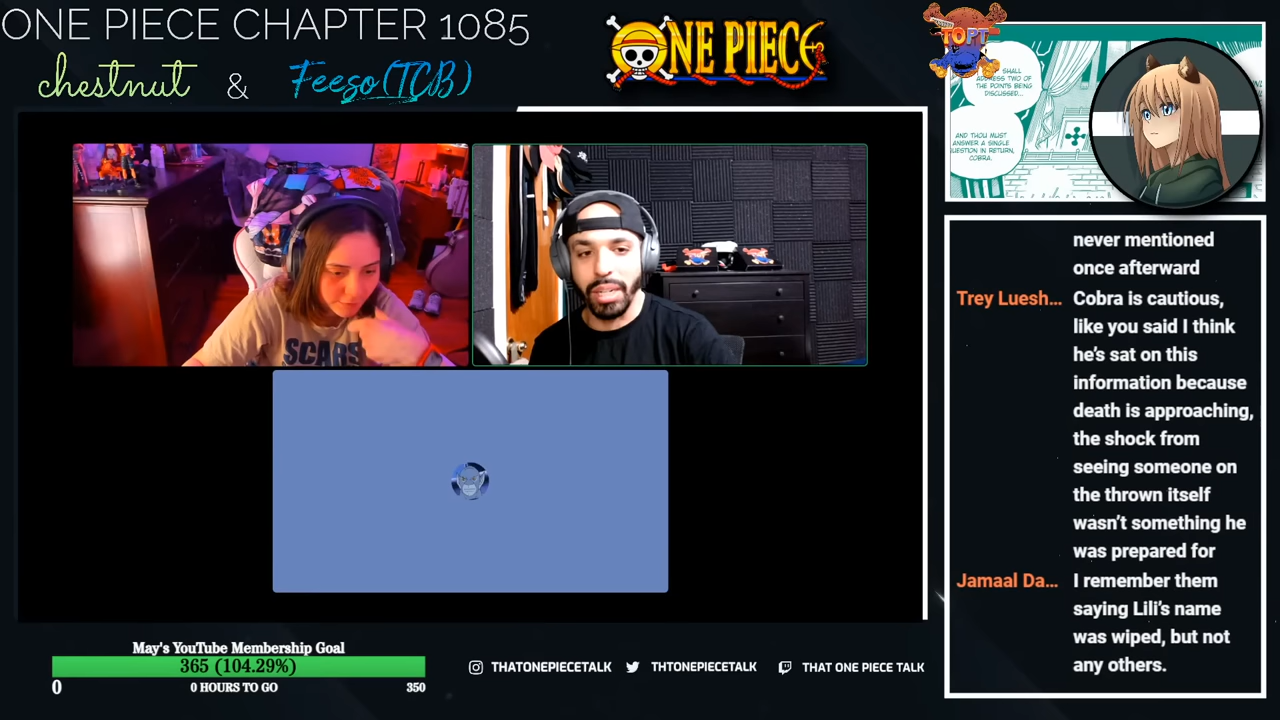 ONE PIECE CHAPTER 1085
chestnut & Feeso(TCB)
ONE PIECE
TOPT
SHALL
ADDRESS TWO OF
THE POINTS BEING
DISCUSSED...
AND THOU MUST
ANSWER A SINGLE
QUESTION IN RETURN,
COBRA.
SCARS
never mentioned
once afterward
Trey Luesh… Cobra is cautious,
like you said I think
he's sat on this
information because
death is approaching,
the shock from
seeing someone on
the thrown itself
wasn't something he
was prepared for
Jamaal Da… I remember them
saying Lili's name
was wiped, but not
any others.
May's YouTube Membership Goal
365 (104.29%)
0 0 HOURS TO GO 350
THATONEPIECETALK THTONEPIECETALK THAT ONE PIECE TALK